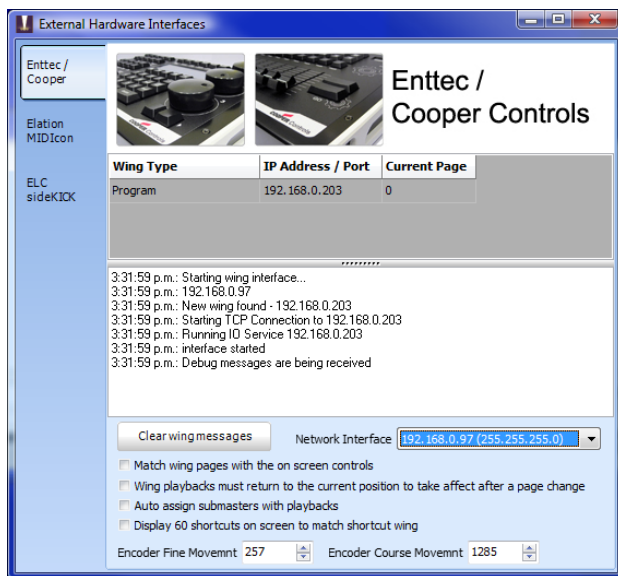 External Hardware Interfaces
Enttec /
Cooper
Elation
MIDIcon
ELC
sideKICK
Enttec /
Cooper Controls
Wing Type IP Address / Port Current Page
Program 192.168.0.203 0
3:31:59 p.m.: Starting wing interface...
3:31:59 p.m.: 192.168.0.97
3:31:59 p.m.: New wing found - 192.168.0.203
3:31:59 p.m.: Starting TCP Connection to 192.168.0.203
3:31:59 p.m.: Running IO Service 192.168.0.203
3:31:59 p.m.: interface started
3:31:59 p.m.: Debug messages are being received
Clear wing messages Network Interface 192.168.0.97 (255.255.255.0)
Match wing pages with the on screen controls
Wing playbacks must return to the current position to take affect after a page change
Auto assign submasters with playbacks
Display 60 shortcuts on screen to match shortcut wing
Encoder Fine Movemnt 257 Encoder Course Movemnt 1285